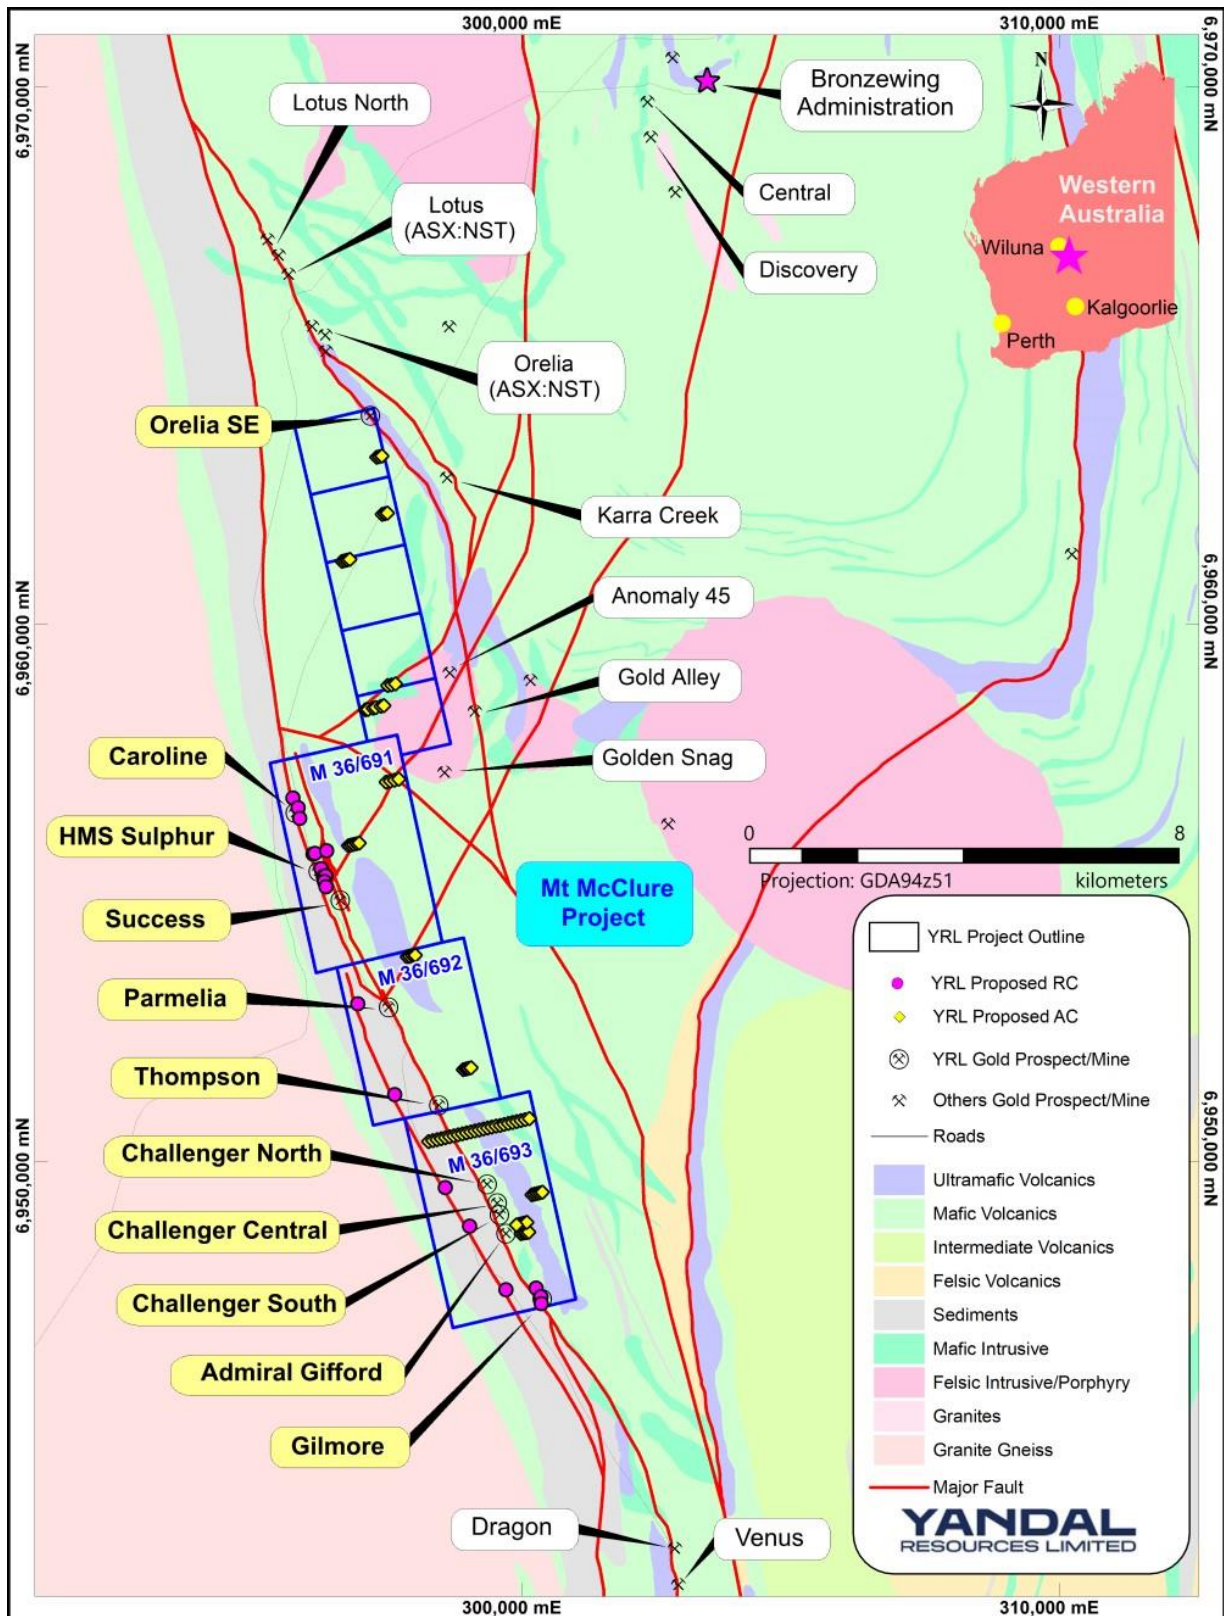 300,000 mE
310,000 mE
6,970,000 mN
6,970,000 mN
N
Lotus North
Bronzewing
Administration
Lotus
(ASX:NST)
Central
Western
Australia
Wiluna
Discovery
Kalgoorlie
Perth
Orelia
(ASX:NST)
Orelia SE
Karra Creek
Anomaly 45
6,960,000 mN
6,960,000 mN
Gold Alley
Caroline
M 36/691
Golden Snag
HMS Sulphur
0
8
Projection: GDA94z51
kilometers
Mt McClure
Project
Success
M 36/692
Parmelia
Thompson
Challenger North
M 36/693
6,950,000 mN
6,950,000 mN
Challenger Central
Challenger South
Admiral Gifford
Gilmore
Dragon
Venus
YRL Project Outline
YRL Proposed RC
YRL Proposed AC
YRL Gold Prospect/Mine
Others Gold Prospect/Mine
Roads
Ultramafic Volcanics
Mafic Volcanics
Intermediate Volcanics
Felsic Volcanics
Sediments
Mafic Intrusive
Felsic Intrusive/Porphyry
Granites
Granite Gneiss
Major Fault
YANDAL
RESOURCES LIMITED
300,000 mE
310,000 mE